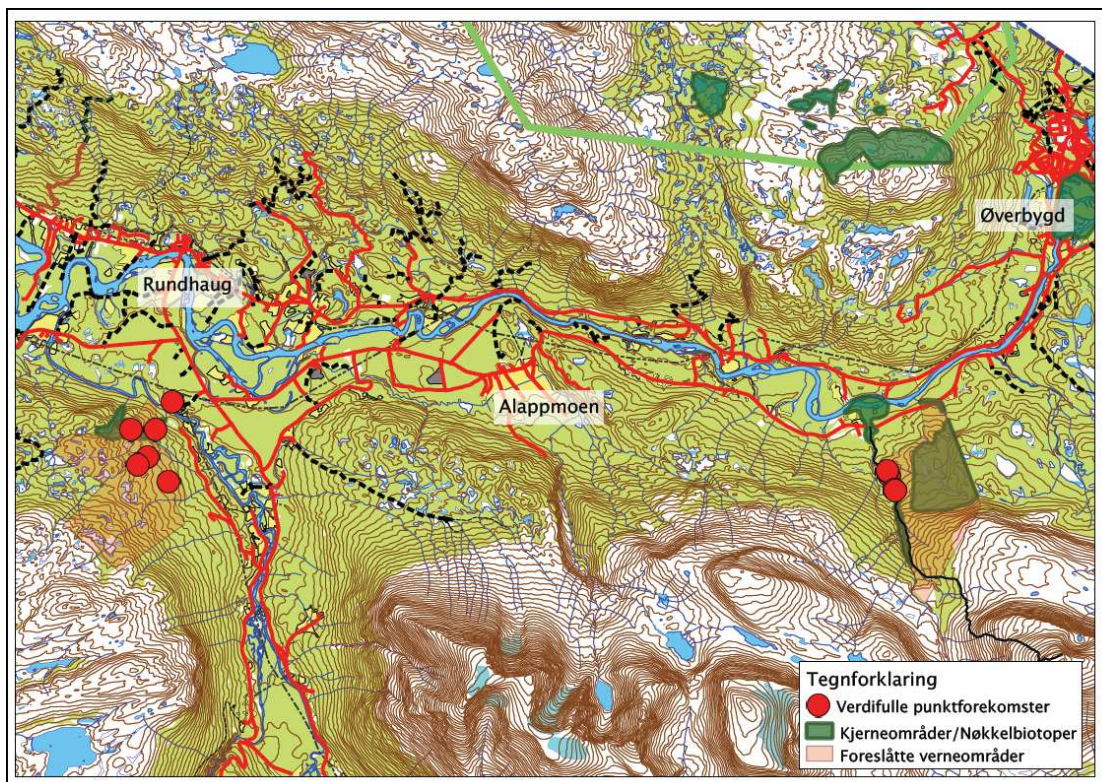 Øverbygd
Rundhaug
Alappmoen
Tegnforklaring
Verdifulle punktforekomster
Kjerneområder/Nøkkelbiotoper
Foreslåtte verneområder